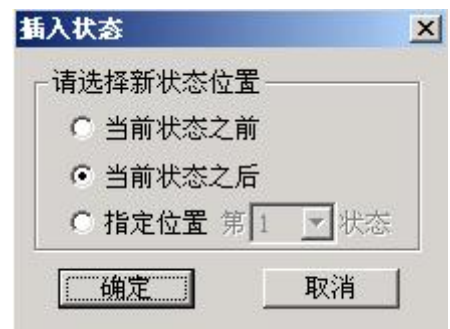 插入状态
请选择新状态位置
当前状态之前
当前状态之后
指定位置 第 1 状态
确定 取消